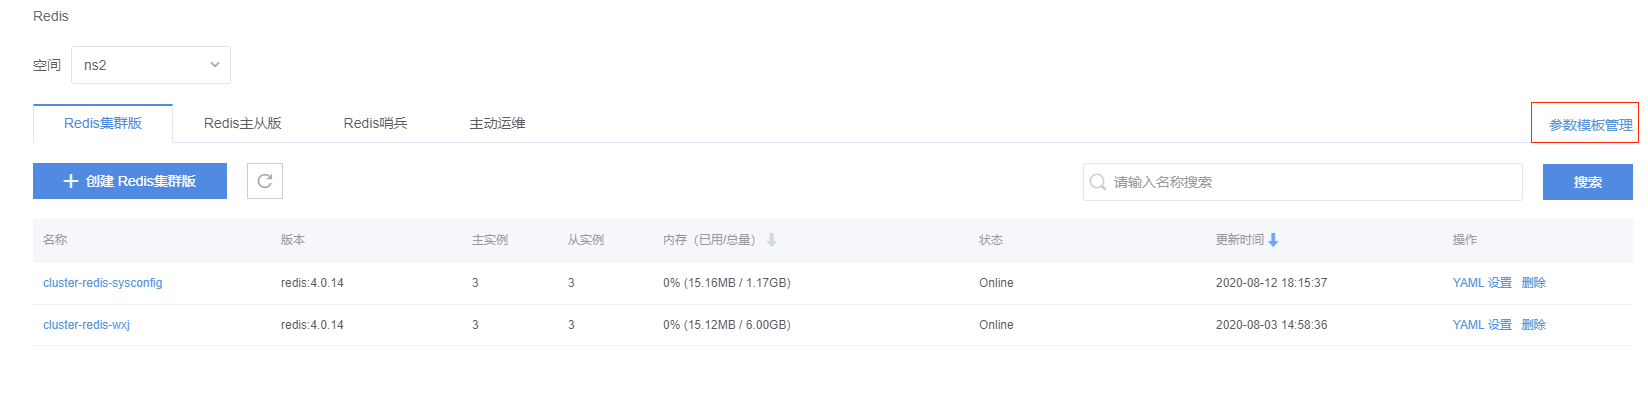 Redis
空间 ns2
Redis集群版 Redis主从版 Redis哨兵 主动运维 参数模板管理
创建 Redis集群版 请输入名称搜索 搜索
名称 版本 主实例 从实例 内存（已用/总量） 状态 更新时间 操作
cluster-redis-sysconfig redis:4.0.14 3 3 0% (15.16MB / 1.17GB) Online 2020-08-12 18:15:37 YAML 设置 删除
cluster-redis-wxj redis:4.0.14 3 3 0% (15.12MB / 6.00GB) Online 2020-08-03 14:58:36 YAML 设置 删除